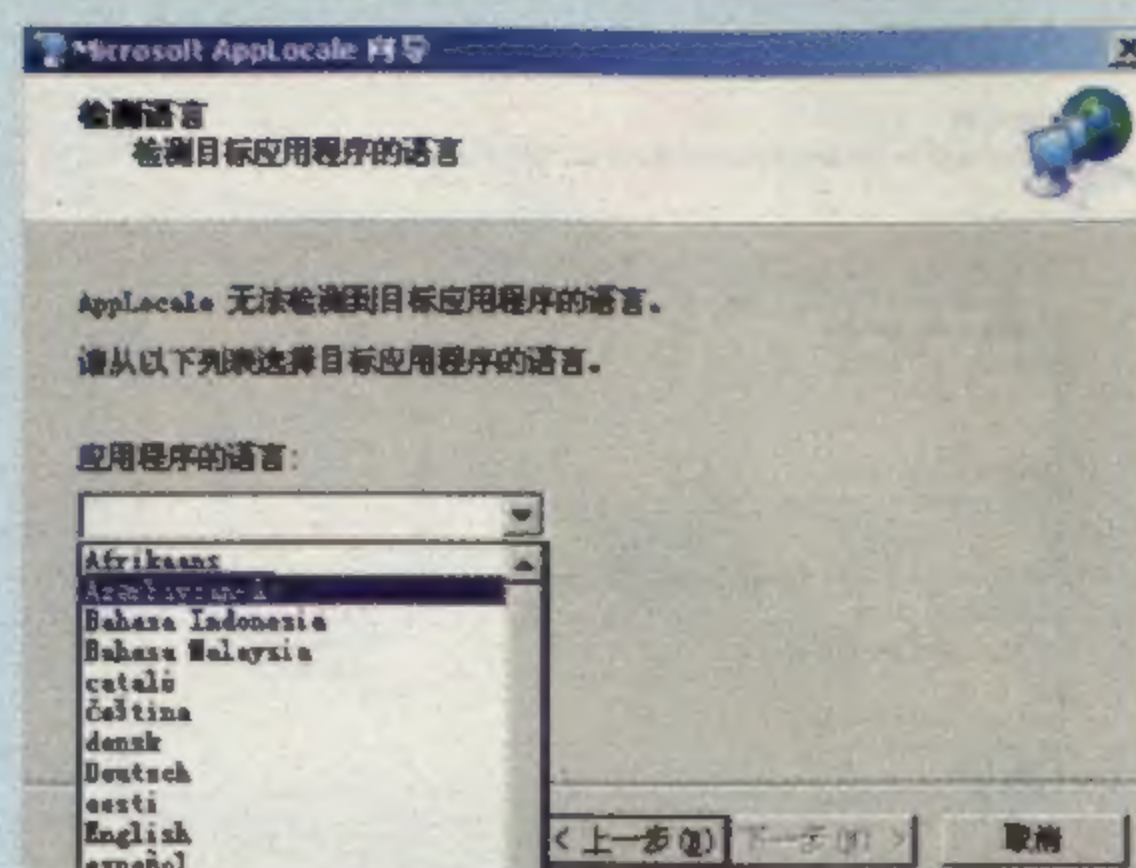 Microsoft AppLocale 向导
检测语言
检测目标应用程序的语言
AppLocale 无法检测到目标应用程序的语言。
请从以下列表选择目标应用程序的语言。
应用程序的语言:
Afrikaans
Bahasa Indonesia
Bahasa Malaysia
català
čeština
dansk
Deutsch
eesti
English
español
< 上一步(B)
下一步(N) >
取消